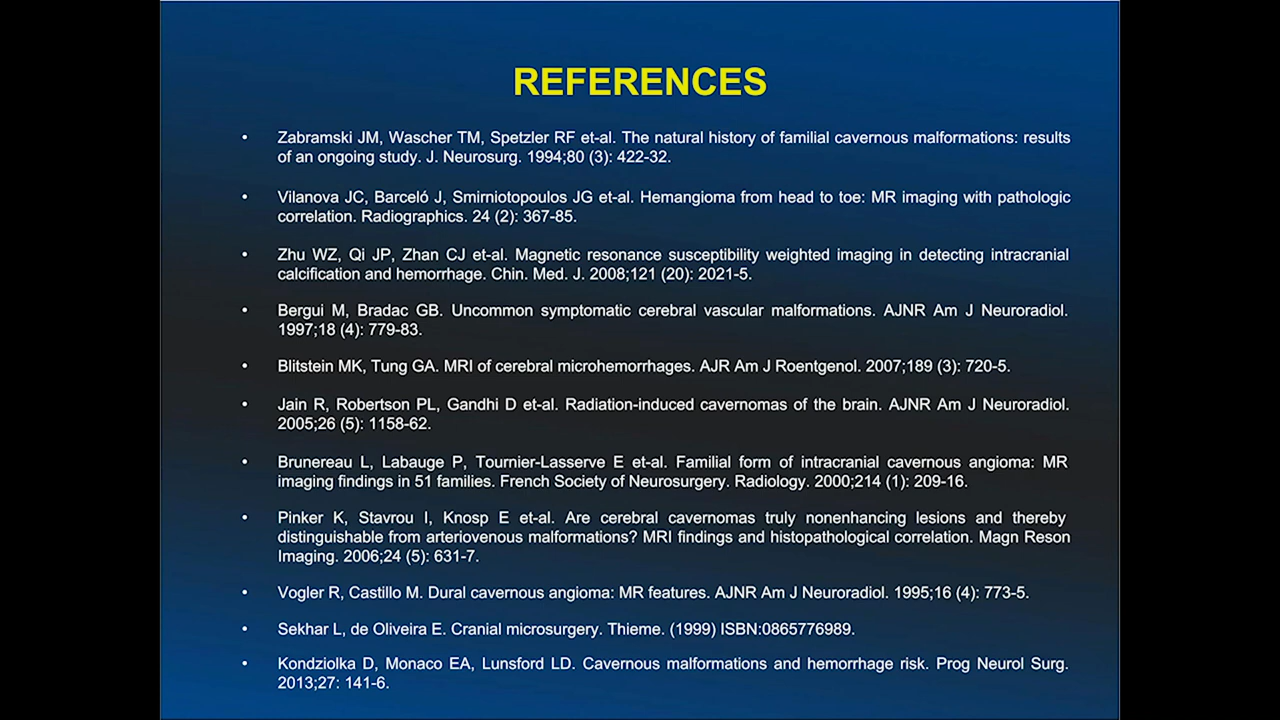 REFERENCES
• Zabramski JM, Wascher TM, Spetzler RF et-al. The natural history of familial cavernous malformations: results
of an ongoing study. J. Neurosurg. 1994;80 (3): 422-32.
• Vilanova JC, Barceló J, Smirniotopoulos JG et-al. Hemangioma from head to toe: MR imaging with pathologic
correlation. Radiographics. 24 (2): 367-85.
• Zhu WZ, Qi JP, Zhan CJ et-al. Magnetic resonance susceptibility weighted imaging in detecting intracranial
calcification and hemorrhage. Chin. Med. J. 2008;121 (20): 2021-5.
• Bergui M, Bradac GB. Uncommon symptomatic cerebral vascular malformations. AJNR Am J Neuroradiol.
1997;18 (4): 779-83.
• Blitstein MK, Tung GA. MRI of cerebral microhemorrhages. AJR Am J Roentgenol. 2007;189 (3): 720-5.
• Jain R, Robertson PL, Gandhi D et-al. Radiation-induced cavernomas of the brain. AJNR Am J Neuroradiol.
2005;26 (5): 1158-62.
• Brunereau L, Labauge P, Tournier-Lasserve E et-al. Familial form of intracranial cavernous angioma: MR
imaging findings in 51 families. French Society of Neurosurgery. Radiology. 2000;214 (1): 209-16.
• Pinker K, Stavrou I, Knosp E et-al. Are cerebral cavernomas truly nonenhancing lesions and thereby
distinguishable from arteriovenous malformations? MRI findings and histopathological correlation. Magn Reson
Imaging. 2006;24 (5): 631-7.
• Vogler R, Castillo M. Dural cavernous angioma: MR features. AJNR Am J Neuroradiol. 1995;16 (4): 773-5.
• Sekhar L, de Oliveira E. Cranial microsurgery. Thieme. (1999) ISBN:0865776989.
• Kondziolka D, Monaco EA, Lunsford LD. Cavernous malformations and hemorrhage risk. Prog Neurol Surg.
2013;27: 141-6.